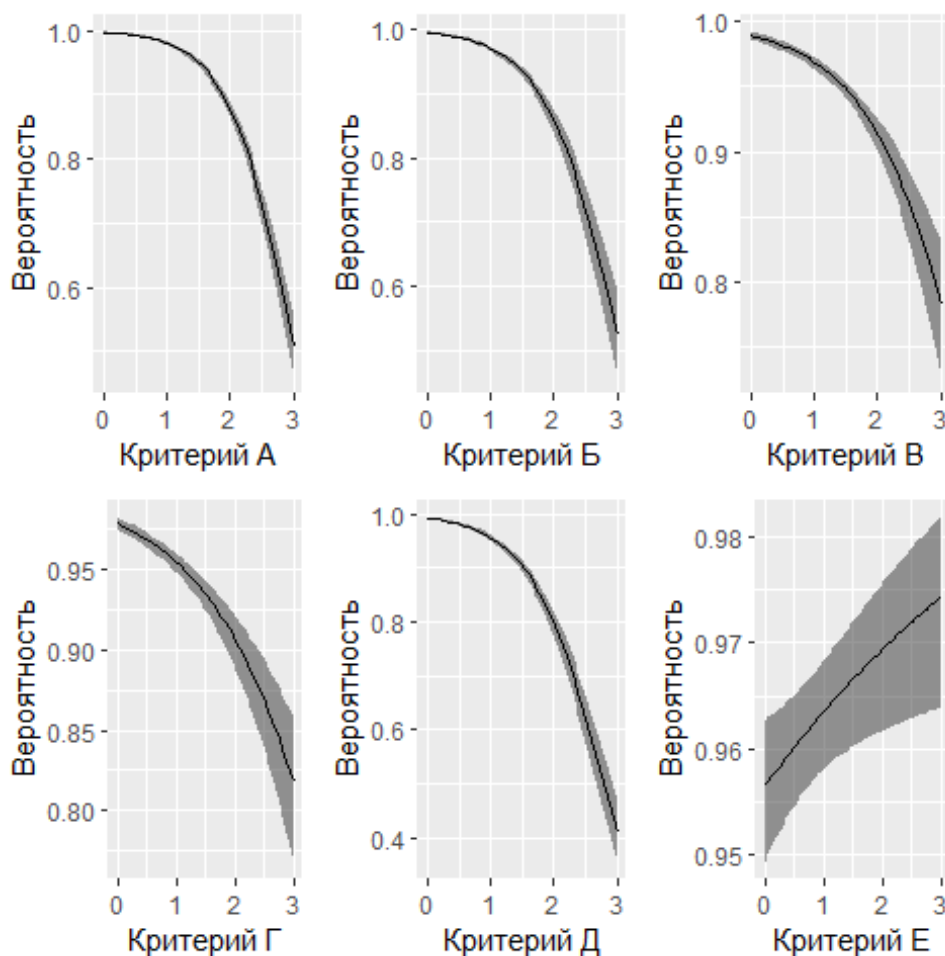 1.0
0.8
0.6
Вероятность
0 1 2 3
Критерий А
1.0
0.8
0.6
Вероятность
0 1 2 3
Критерий Б
1.0
0.9
0.8
Вероятность
0 1 2 3
Критерий В
0.95
0.90
0.85
0.80
Вероятность
0 1 2 3
Критерий Г
1.0
0.8
0.6
0.4
Вероятность
0 1 2 3
Критерий Д
0.98
0.97
0.96
0.95
Вероятность
0 1 2 3
Критерий Е